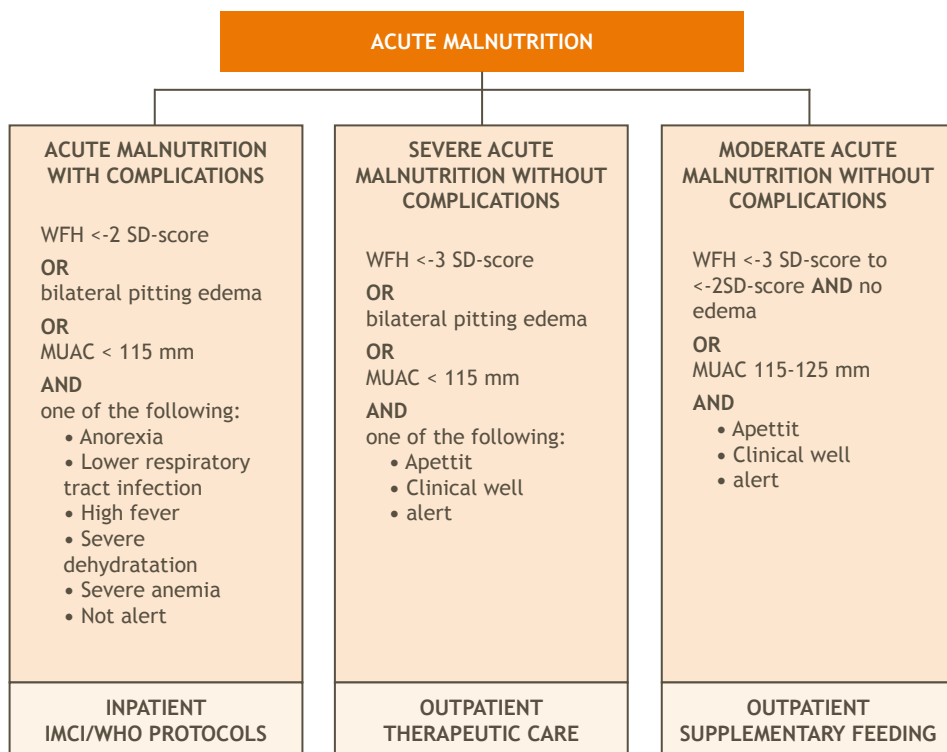 ACUTE MALNUTRITION
ACUTE MALNUTRITION
WITH COMPLICATIONS
WFH <-2 SD-score
OR
bilateral pitting edema
OR
MUAC < 115 mm
AND
one of the following:
• Anorexia
• Lower respiratory
tract infection
• High fever
• Severe
dehydratation
• Severe anemia
• Not alert
INPATIENT
IMCI/WHO PROTOCOLS
SEVERE ACUTE
MALNUTRITION WITHOUT
COMPLICATIONS
WFH <-3 SD-score
OR
bilateral pitting edema
OR
MUAC < 115 mm
AND
one of the following:
• Apettit
• Clinical well
• alert
OUTPATIENT
THERAPEUTIC CARE
MODERATE ACUTE
MALNUTRITION WITHOUT
COMPLICATIONS
WFH <-3 SD-score to
<-2SD-score AND no
edema
OR
MUAC 115-125 mm
AND
• Apettit
• Clinical well
• alert
OUTPATIENT
SUPPLEMENTARY FEEDING